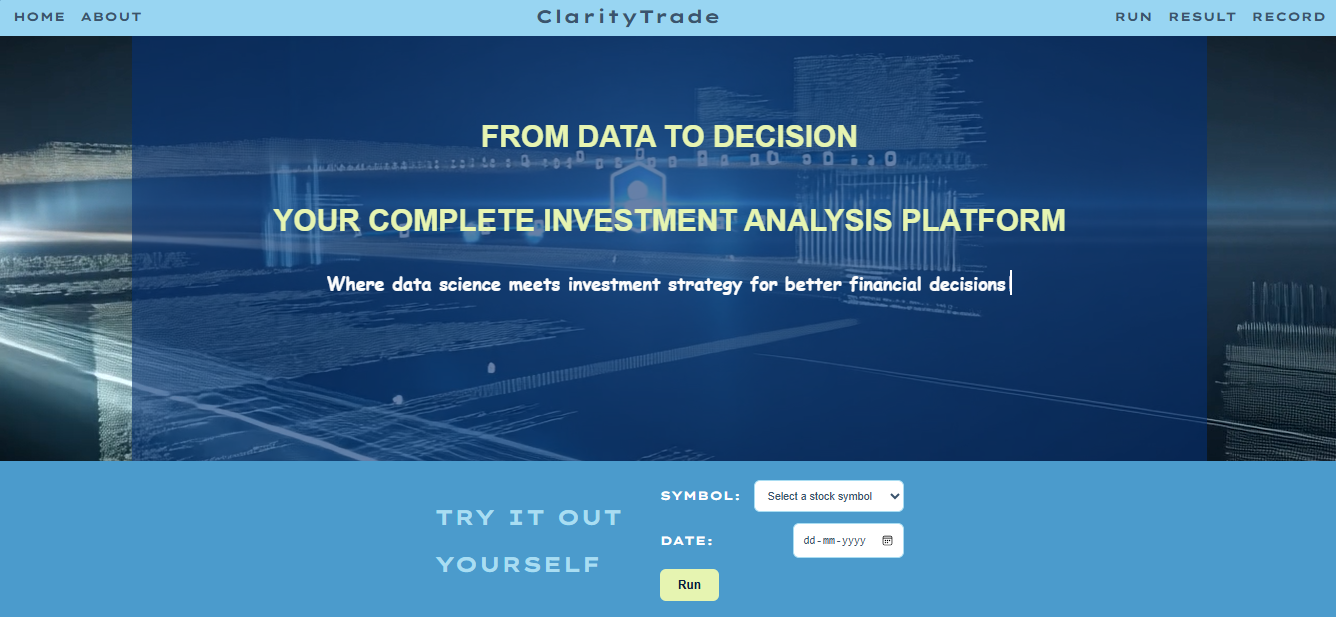 HOME ABOUT ClarityTrade RUN RESULT RECORD
FROM DATA TO DECISION
YOUR COMPLETE INVESTMENT ANALYSIS PLATFORM
Where data science meets investment strategy for better financial decisions
TRY IT OUT
YOURSELF
SYMBOL: Select a stock symbol
DATE: dd-mm-yyyy
Run